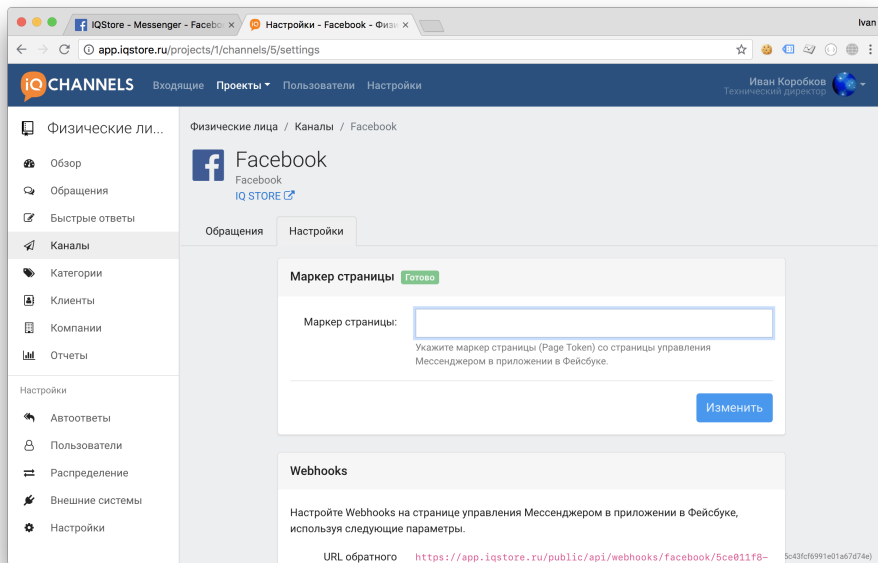 IQStore - Messenger - Facebo
Настройки - Facebook - Физи
Ivan
app.iqstore.ru/projects/1/channels/5/settings
iQ CHANNELS
Входящие
Проекты
Пользователи
Настройки
Иван Коробков
Технический директор
Физические ли...
Обзор
Обращения
Быстрые ответы
Каналы
Категории
Клиенты
Компании
Отчеты
Настройки
Автоответы
Пользователи
Распределение
Внешние системы
Настройки
Физические лица / Каналы / Facebook
Facebook
Facebook
IQ STORE
Обращения
Настройки
Маркер страницы Готово
Маркер страницы:
Укажите маркер страницы (Page Token) со страницы управления
Мессенджером в приложении в Фейсбуке.
Изменить
Webhooks
Настройте Webhooks на странице управления Мессенджером в приложении в Фейсбуке,
используя следующие параметры.
URL обратного https://app.iqstore.ru/public/api/webhooks/facebook/5ce011f8-
5c43fcf6991e01a67d74e)